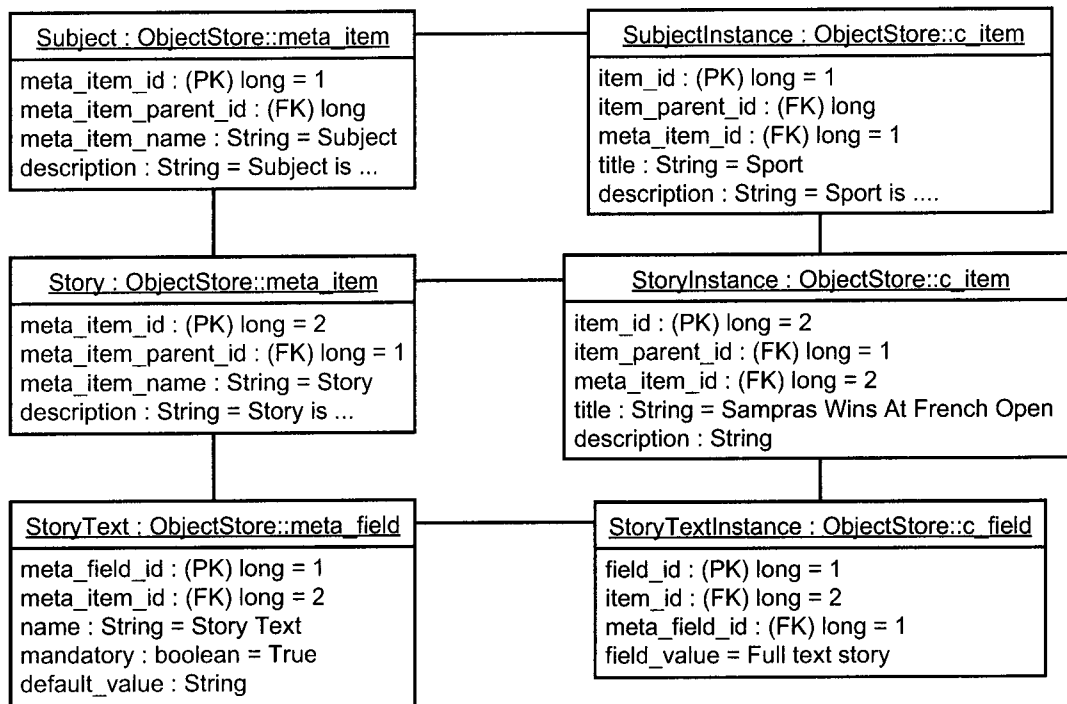 Subject : ObjectStore::meta_item
meta_item_id : (PK) long = 1
meta_item_parent_id : (FK) long
meta_item_name : String = Subject
description : String = Subject is ...
SubjectInstance : ObjectStore::c_item
item_id : (PK) long = 1
item_parent_id : (FK) long
meta_item_id : (FK) long = 1
title : String = Sport
description : String = Sport is ....
Story : ObjectStore::meta_item
meta_item_id : (PK) long = 2
meta_item_parent_id : (FK) long = 1
meta_item_name : String = Story
description : String = Story is ...
StoryInstance : ObjectStore::c_item
item_id : (PK) long = 2
item_parent_id : (FK) long = 1
meta_item_id : (FK) long = 2
title : String = Sampras Wins At French Open
description : String
StoryText : ObjectStore::meta_field
meta_field_id : (PK) long = 1
meta_item_id : (FK) long = 2
name : String = Story Text
mandatory : boolean = True
default_value : String
StoryTextInstance : ObjectStore::c_field
field_id : (PK) long = 1
item_id : (FK) long = 2
meta_field_id : (FK) long = 1
field_value = Full text story